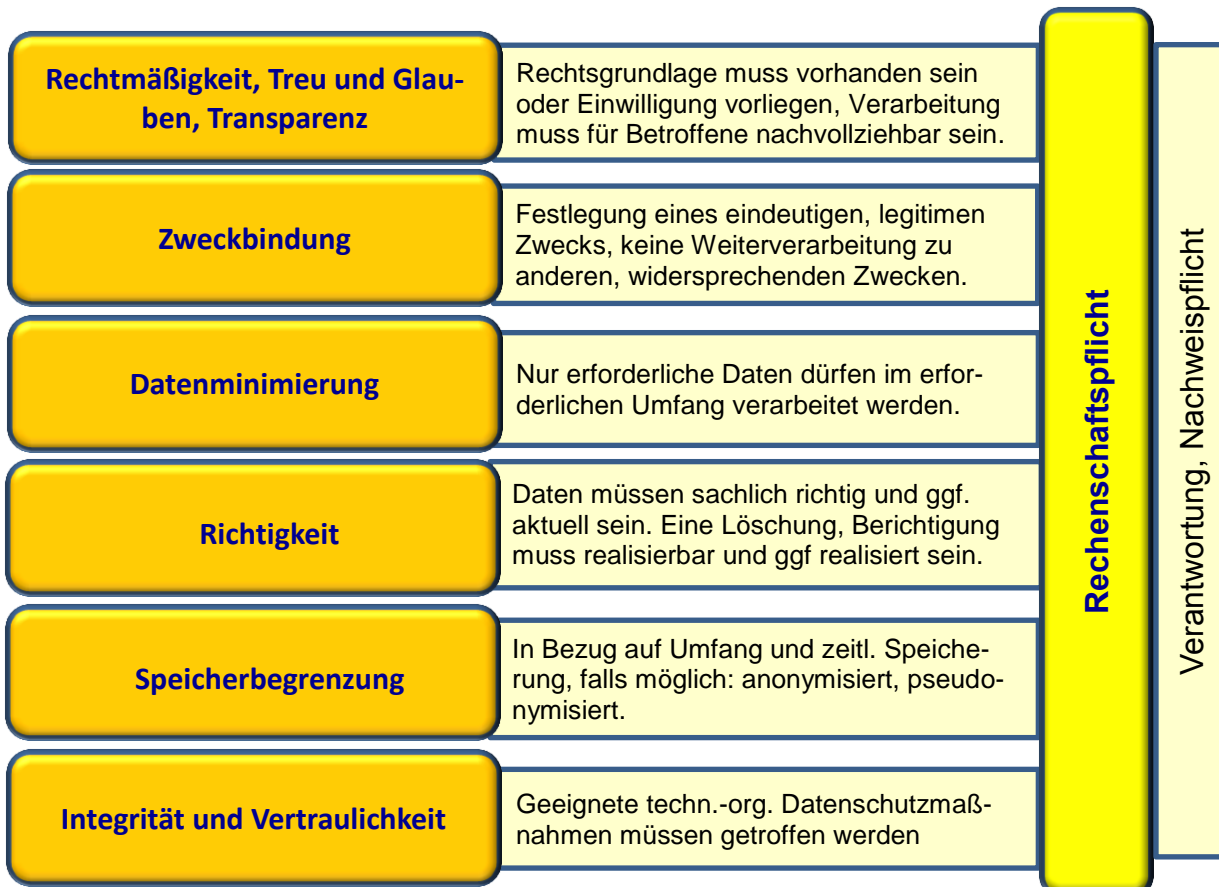 Rechtmäßigkeit, Treu und Glau-
ben, Transparenz
Rechtsgrundlage muss vorhanden sein
oder Einwilligung vorliegen, Verarbeitung
muss für Betroffene nachvollziehbar sein.
Zweckbindung
Festlegung eines eindeutigen, legitimen
Zwecks, keine Weiterverarbeitung zu
anderen, widersprechenden Zwecken.
Datenminimierung
Nur erforderliche Daten dürfen im erfor-
derlichen Umfang verarbeitet werden.
Richtigkeit
Daten müssen sachlich richtig und ggf.
aktuell sein. Eine Löschung, Berichtigung
muss realisierbar und ggf realisiert sein.
Speicherbegrenzung
In Bezug auf Umfang und zeitl. Speiche-
rung, falls möglich: anonymisiert, pseudo-
nymisiert.
Integrität und Vertraulichkeit
Geeignete techn.-org. Datenschutzmaß-
nahmen müssen getroffen werden
Rechenschaftspflicht
Verantwortung, Nachweispflicht